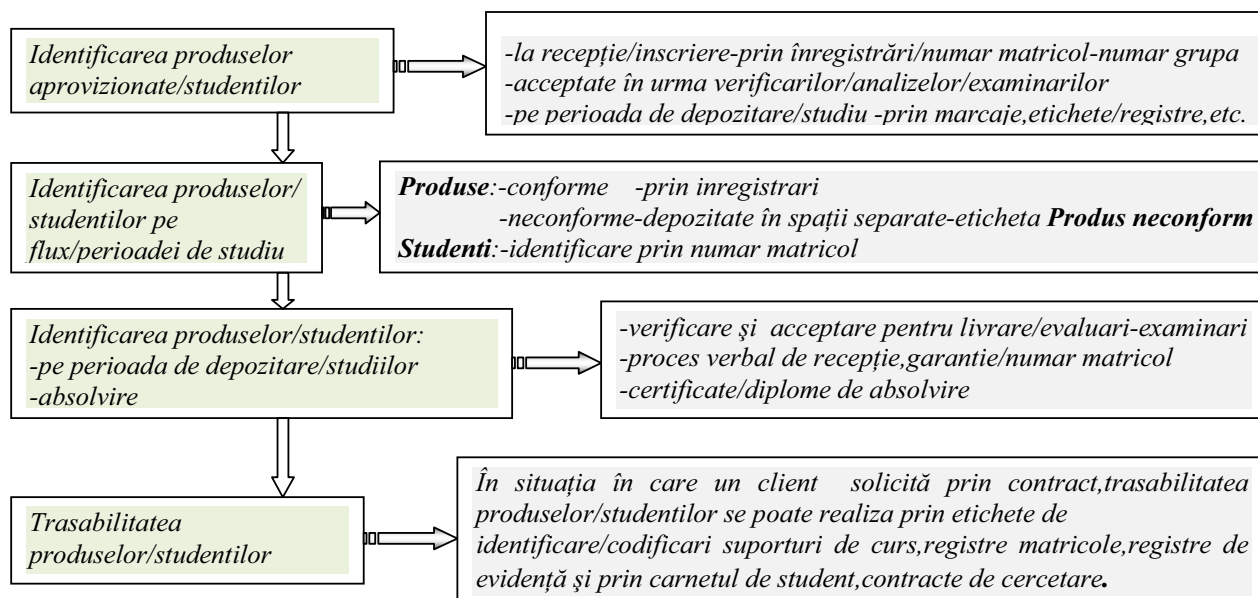 Identificarea produselor
aprovizionate/studentilor
-la recepție/inscriere-prin înregistrări/numar matricol-numar grupa
-acceptate în urma verificarilor/analizelor/examinarilor
-pe perioada de depozitare/studiu -prin marcaje,etichete/registre,etc.
Identificarea produselor/
studentilor pe
flux/perioadei de studiu
Produse:-conforme -prin inregistrari
-neconforme-depozitate în spații separate-eticheta Produs neconform
Studenti:-identificare prin numar matricol
Identificarea produselor/studentilor:
-pe perioada de depozitare/studiilor
-absolvire
-verificare şi acceptare pentru livrare/evaluari-examinari
-proces verbal de recepție,garantie/numar matricol
-certificate/diplome de absolvire
Trasabilitatea
produselor/studentilor
În situația în care un client solicită prin contract,trasabilitatea
produselor/studentilor se poate realiza prin etichete de
identificare/codificari suporturi de curs,registre matricole,registre de
evidență şi prin carnetul de student,contracte de cercetare.